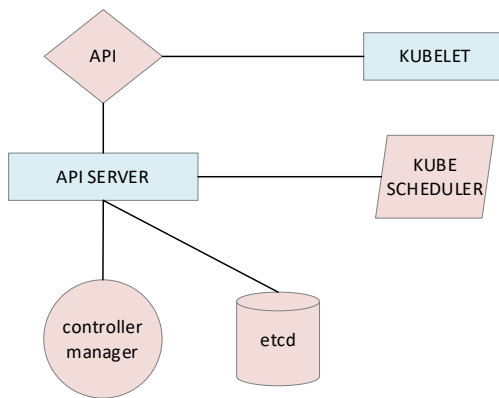 API
KUBELET
API SERVER
KUBE
SCHEDULER
controller
manager
etcd